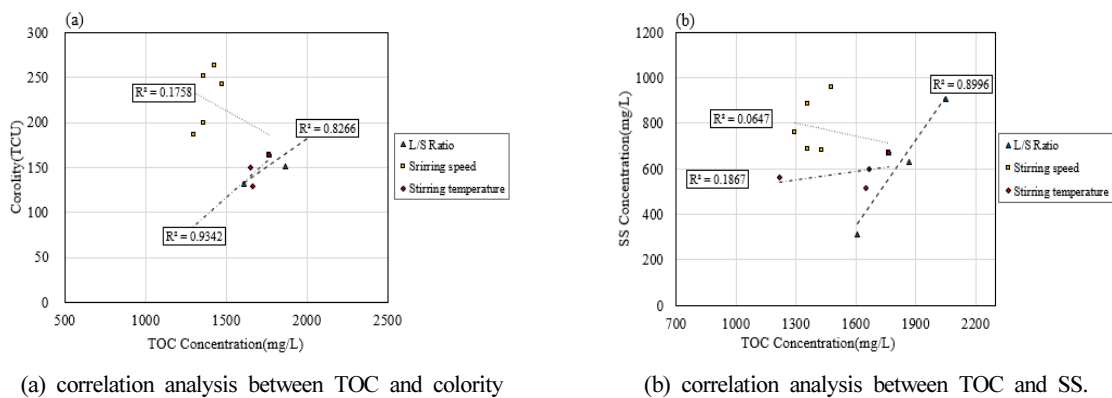 (a)
300
250
200
150
100
50
0
Corolity(TCU)
R² = 0.1758
R² = 0.8266
R² = 0.9342
500 1000 1500 2000 2500
TOC Concentration(mg/L)
L/S Ratio
Srirring speed
Stirring temperature
(b)
1200
1000
800
600
400
200
0
SS Concentration(mg/L)
R² = 0.8996
R² = 0.0647
R² = 0.1867
700 1000 1300 1600 1900 2200
TOC Concentration(mg/L)
L/S Ratio
Stirring speed
Stirring temperature
(a) correlation analysis between TOC and colority
(b) correlation analysis between TOC and SS.